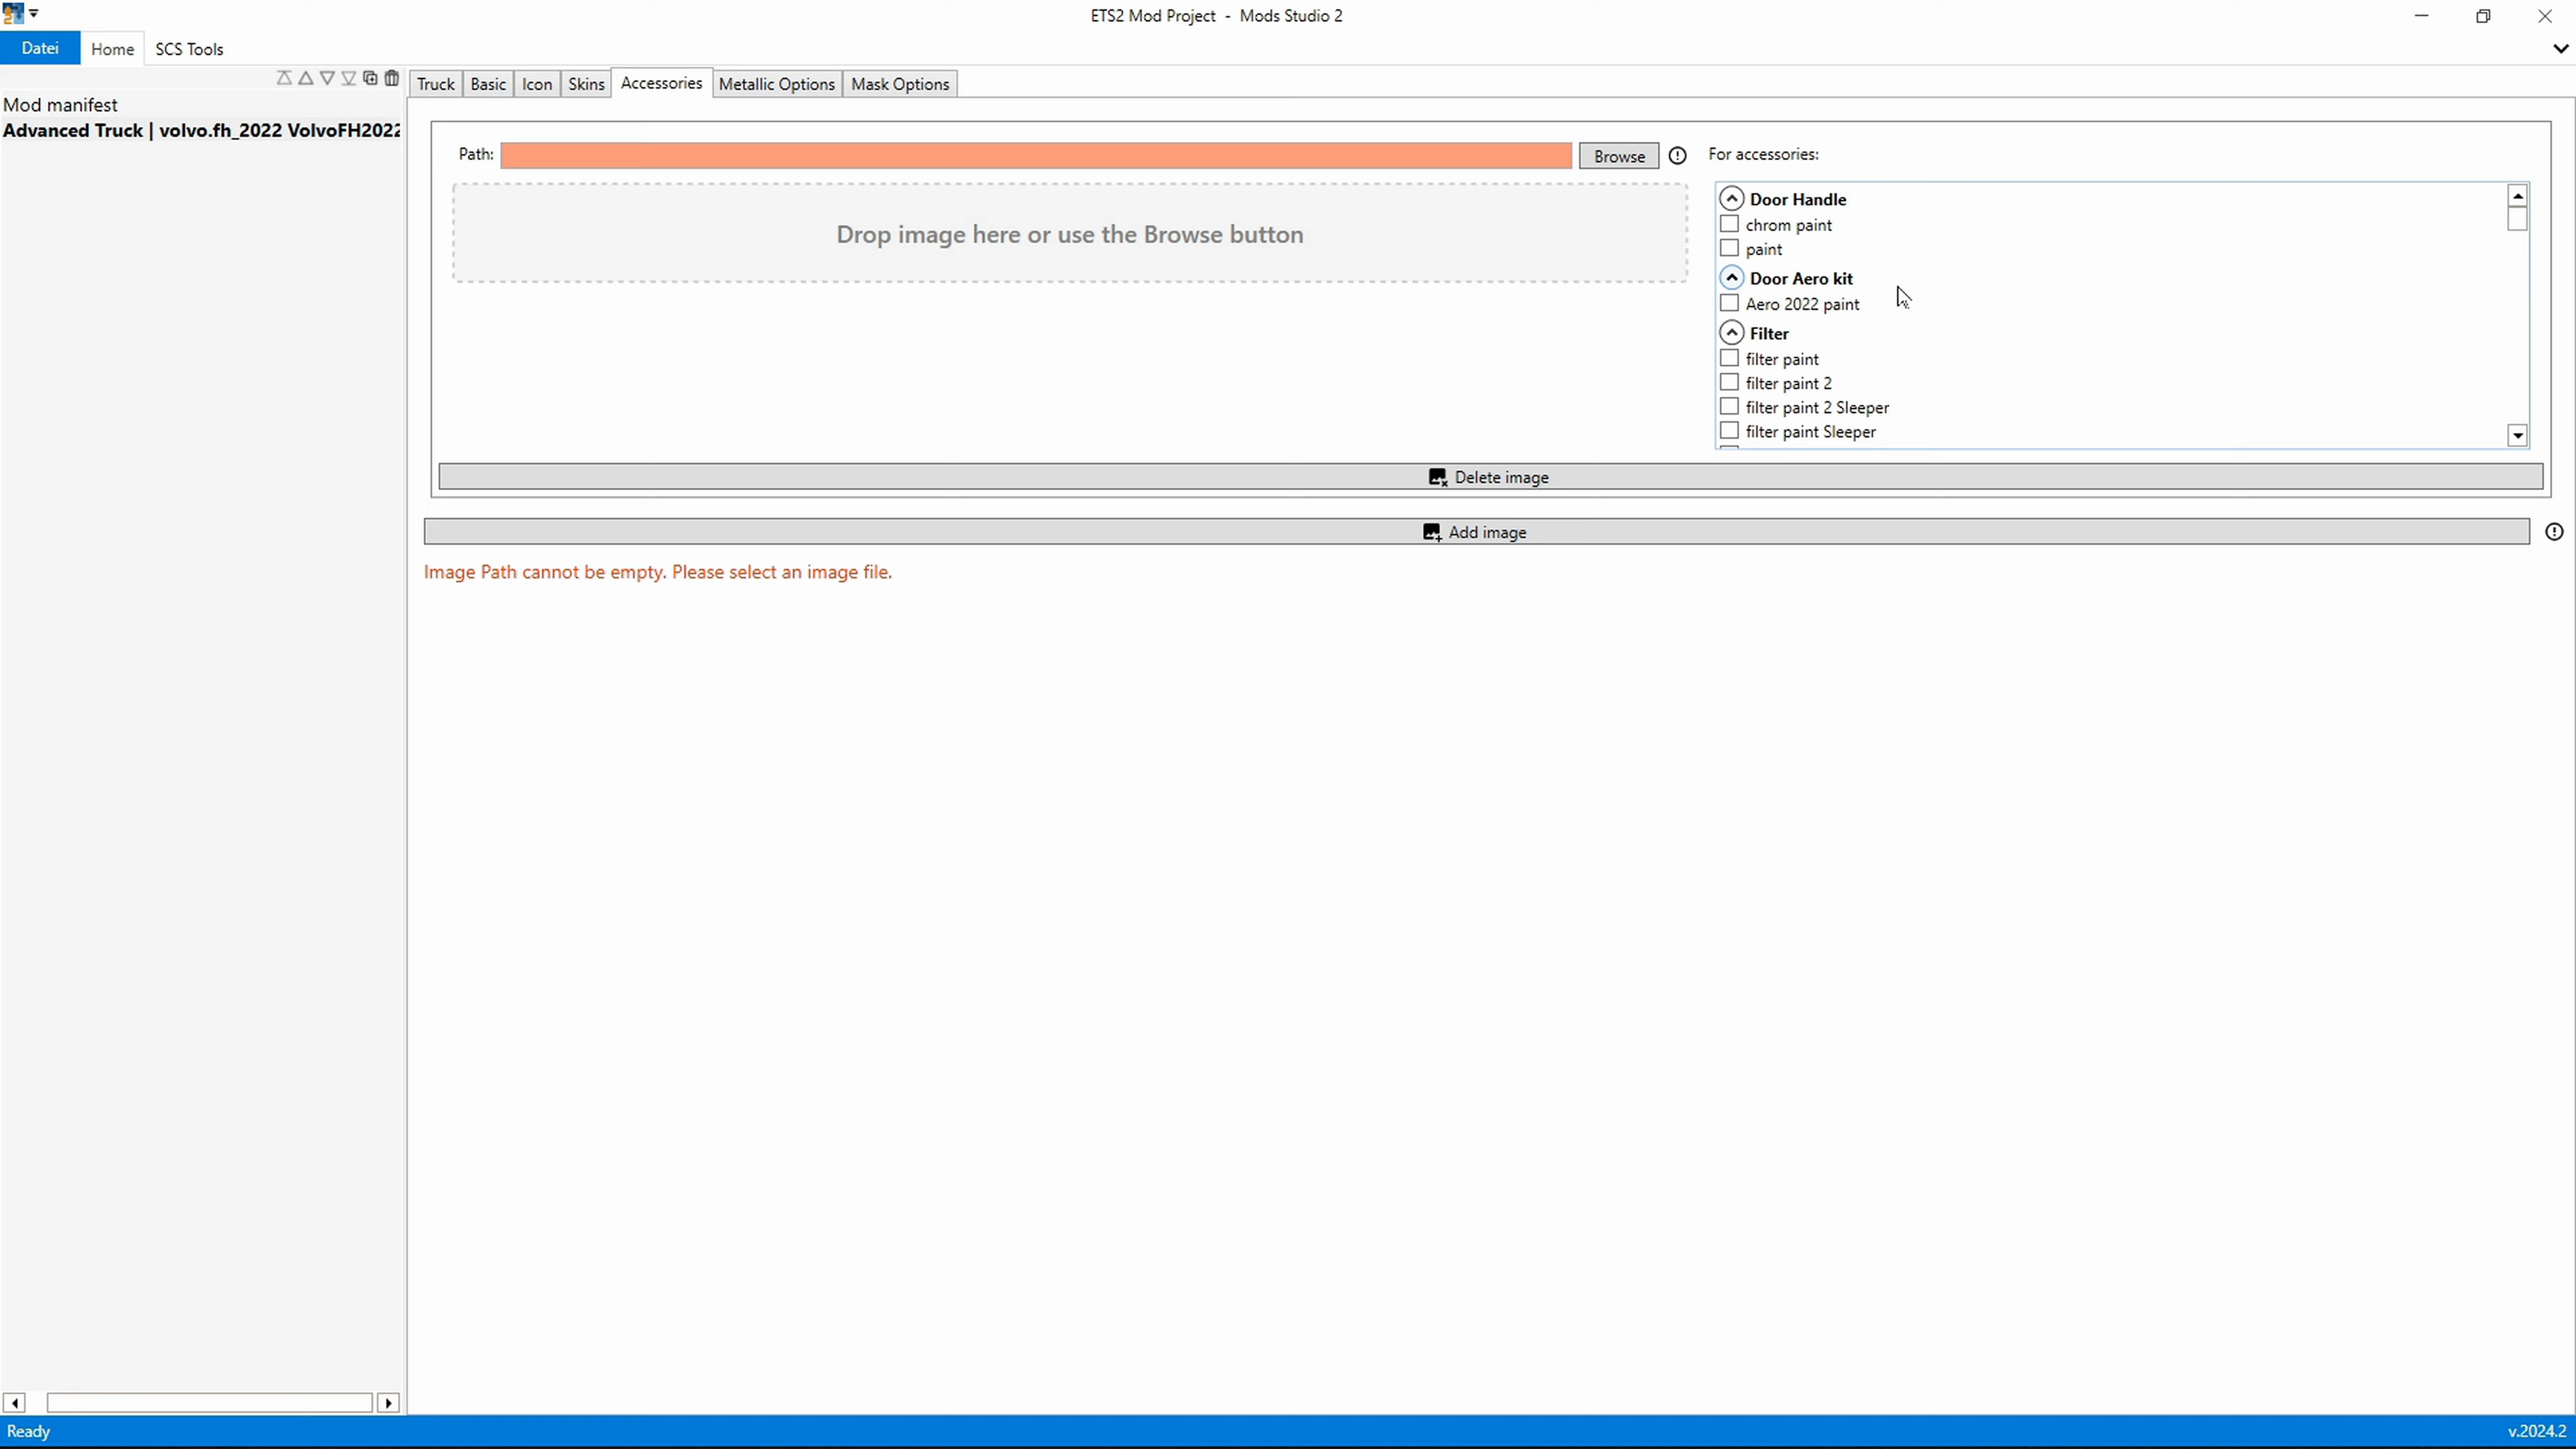 ETS2 Mod Project - Mods Studio 2
Datei Home SCS Tools
Truck Basic Icon Skins Accessories Metallic Options Mask Options
Mod manifest
Advanced Truck | volvo.fh_2022 VolvoFH2022
Path: Browse For accessories:
Drop image here or use the Browse button
Door Handle
chrom paint
paint
Door Aero kit
Aero 2022 paint
Filter
filter paint
filter paint 2
filter paint 2 Sleeper
filter paint Sleeper
Delete image
Add image
Image Path cannot be empty. Please select an image file.
Ready v.2024.2